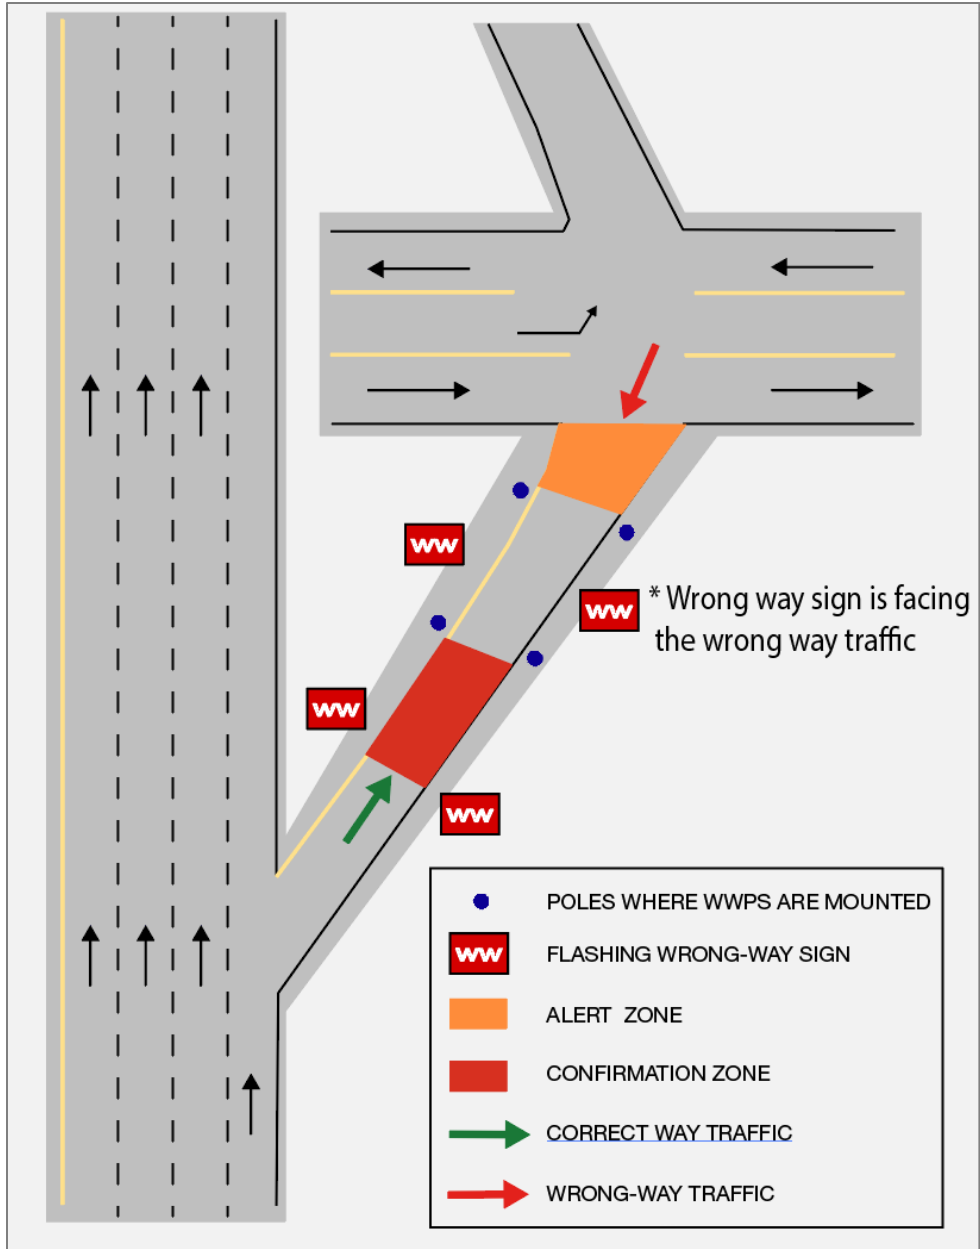 WW
* Wrong way sign is facing
WW
the wrong way traffic
WW
WW
POLES WHERE WWPS ARE MOUNTED
WW
FLASHING WRONG-WAY SIGN
ALERT ZONE
CONFIRMATION ZONE
CORRECT WAY TRAFFIC
WRONG-WAY TRAFFIC